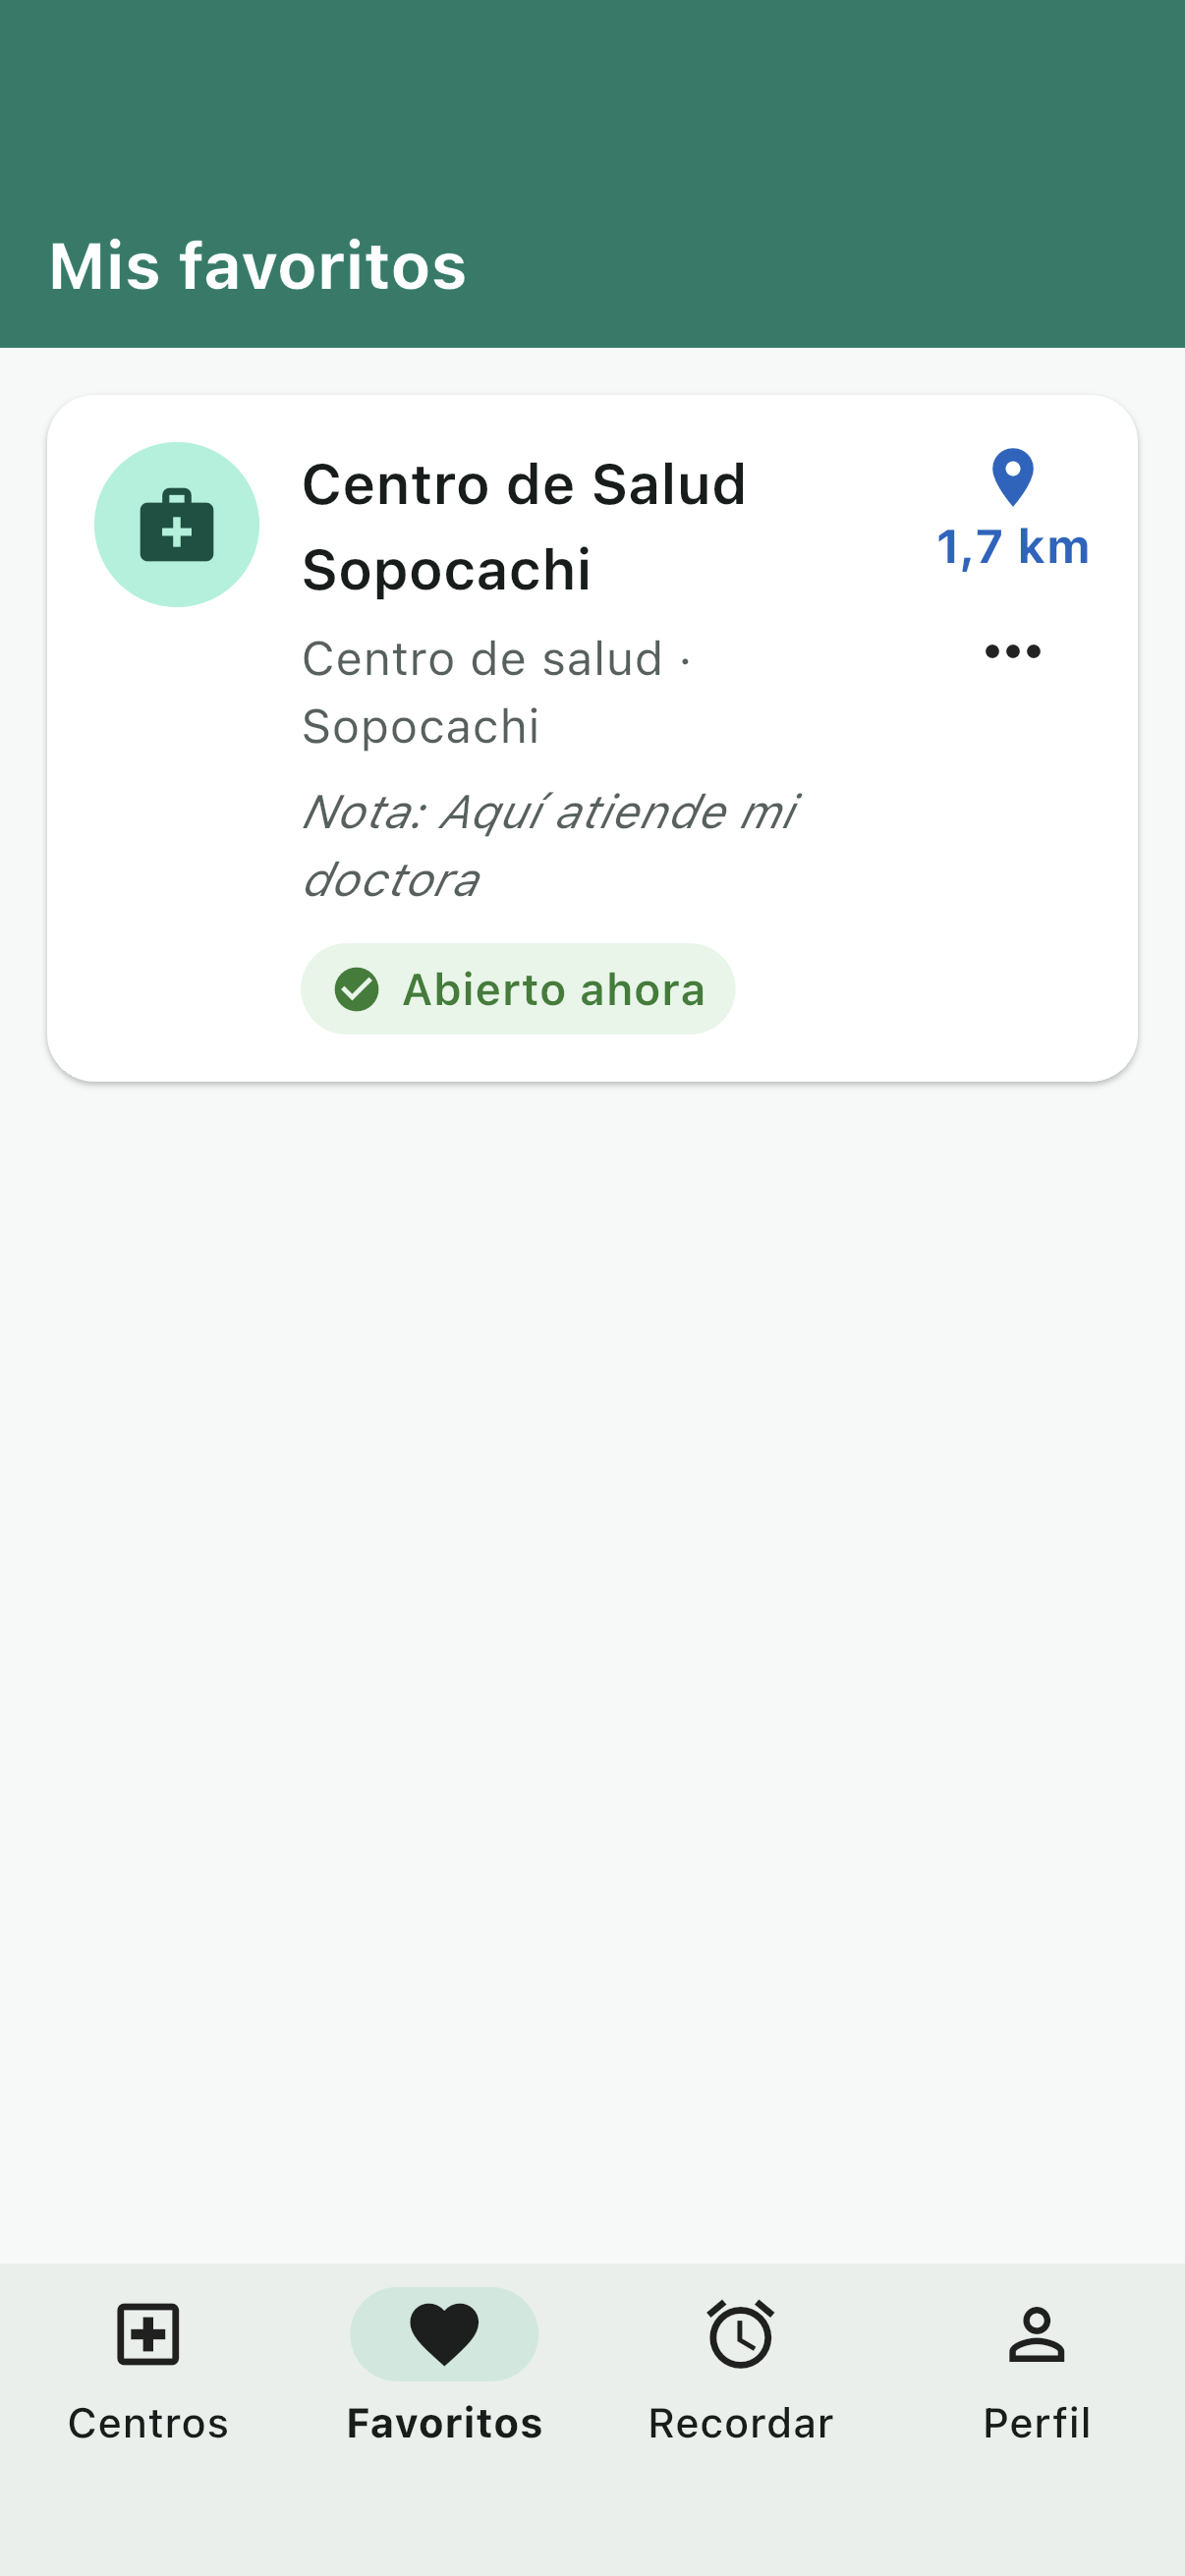 Mis favoritos
Centro de Salud
Sopocachi
1,7 km
Centro de salud ·
Sopocachi
Nota: Aquí atiende mi
doctora
Abierto ahora
Centros
Favoritos
Recordar
Perfil